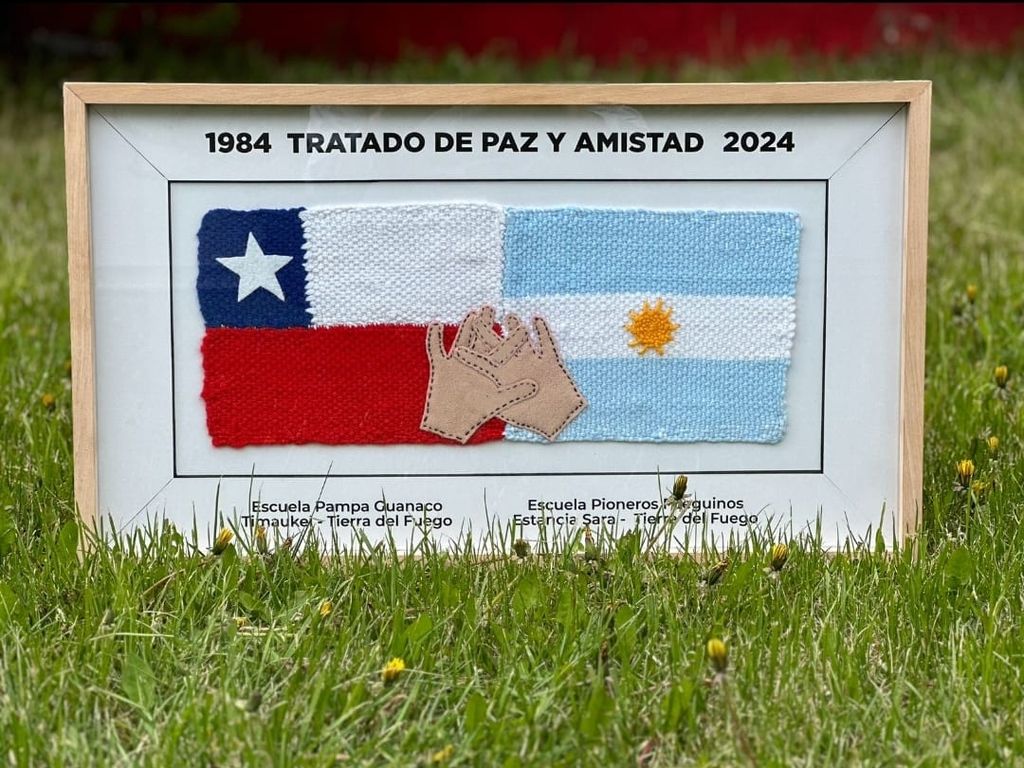 1984 TRATADO DE PAZ Y AMISTAD 2024
Escuela Pampa Guanaco
Timaukel - Tierra del Fuego
Escuela Pioneros Fueguinos
Estancia Sara - Tierra del Fuego